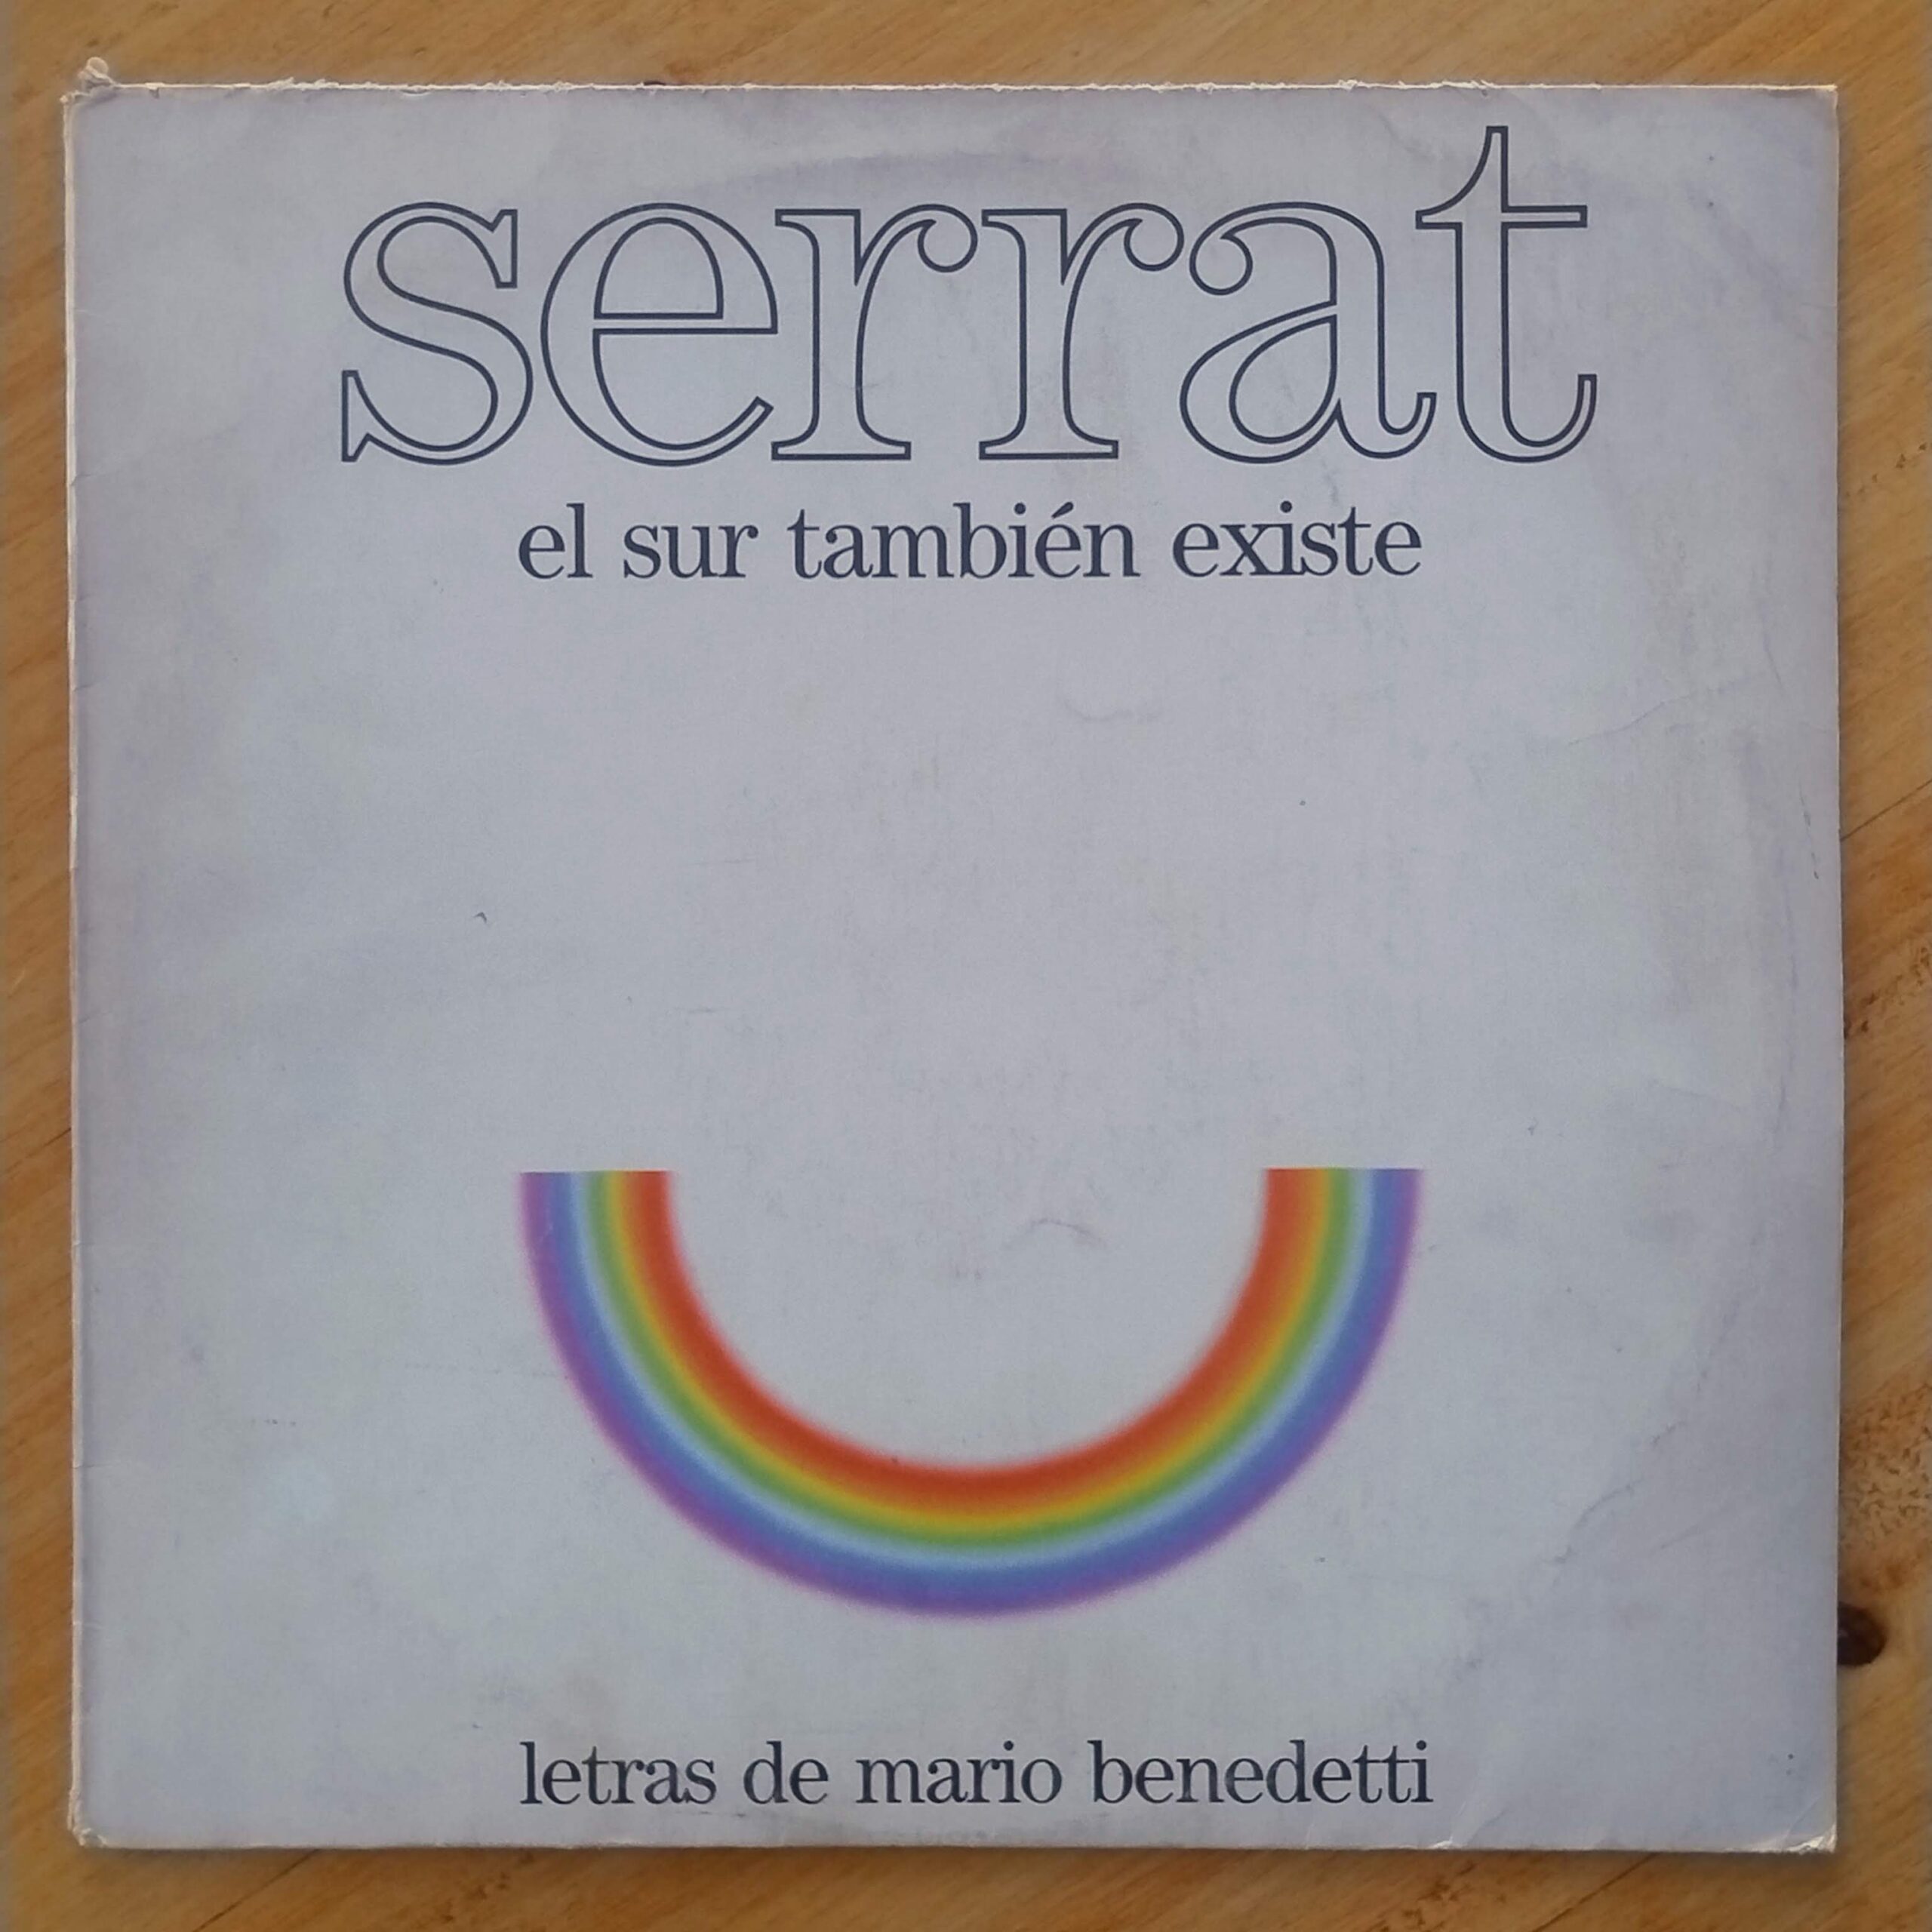 serrat
el sur también existe
letras de mario benedetti